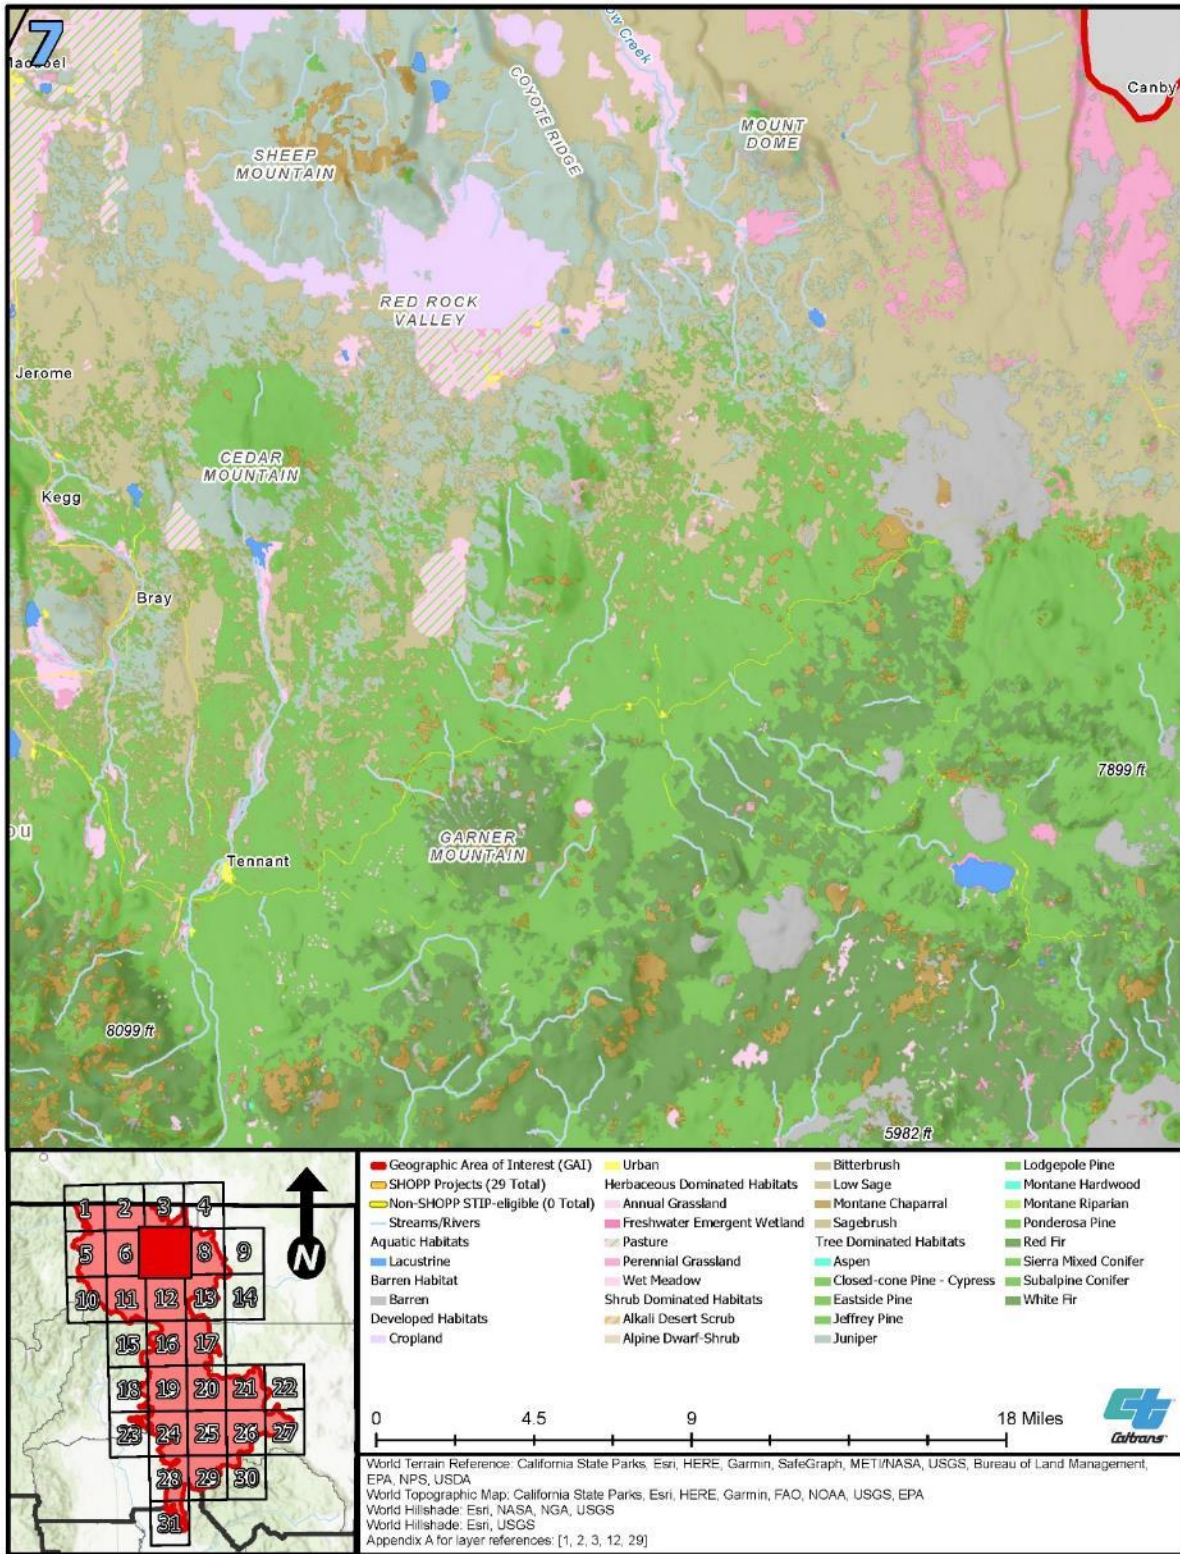 7
Macdoel
ow Creek
COYOTE RIDGE
Canby
MOUNT
DOME
SHEEP
MOUNTAIN
RED ROCK
VALLEY
Jerome
CEDAR
MOUNTAIN
Kegg
Bray
7899 ft
GARNER
MOUNTAIN
ou
Tennant
8099 ft
5982 ft
1 2 3 4
5 6 8 9
10 11 12 13 14
15 16 17
18 19 20 21 22
23 24 25 26 27
28 29 30
31
N
Geographic Area of Interest (GAI)
SHOPP Projects (29 Total)
Non-SHOPP STIP-eligible (0 Total)
Streams/Rivers
Aquatic Habitats
Lacustrine
Barren Habitat
Barren
Developed Habitats
Cropland
Urban
Herbaceous Dominated Habitats
Annual Grassland
Freshwater Emergent Wetland
Pasture
Perennial Grassland
Wet Meadow
Shrub Dominated Habitats
Alkali Desert Scrub
Alpine Dwarf-Shrub
Bitterbrush
Low Sage
Montane Chaparral
Sagebrush
Tree Dominated Habitats
Aspen
Closed-cone Pine - Cypress
Eastside Pine
Jeffrey Pine
Juniper
Lodgepole Pine
Montane Hardwood
Montane Riparian
Ponderosa Pine
Red Fir
Sierra Mixed Conifer
Subalpine Conifer
White Fir
0 4.5 9 18 Miles
ct
Caltrans
World Terrain Reference: California State Parks, Esri, HERE, Garmin, SafeGraph, METI/NASA, USGS, Bureau of Land Management,
EPA, NPS, USDA
World Topographic Map: California State Parks, Esri, HERE, Garmin, FAO, NOAA, USGS, EPA
World Hillshade: Esri, NASA, NGA, USGS
World Hillshade: Esri, USGS
Appendix A for layer references: [1, 2, 3, 12, 29]